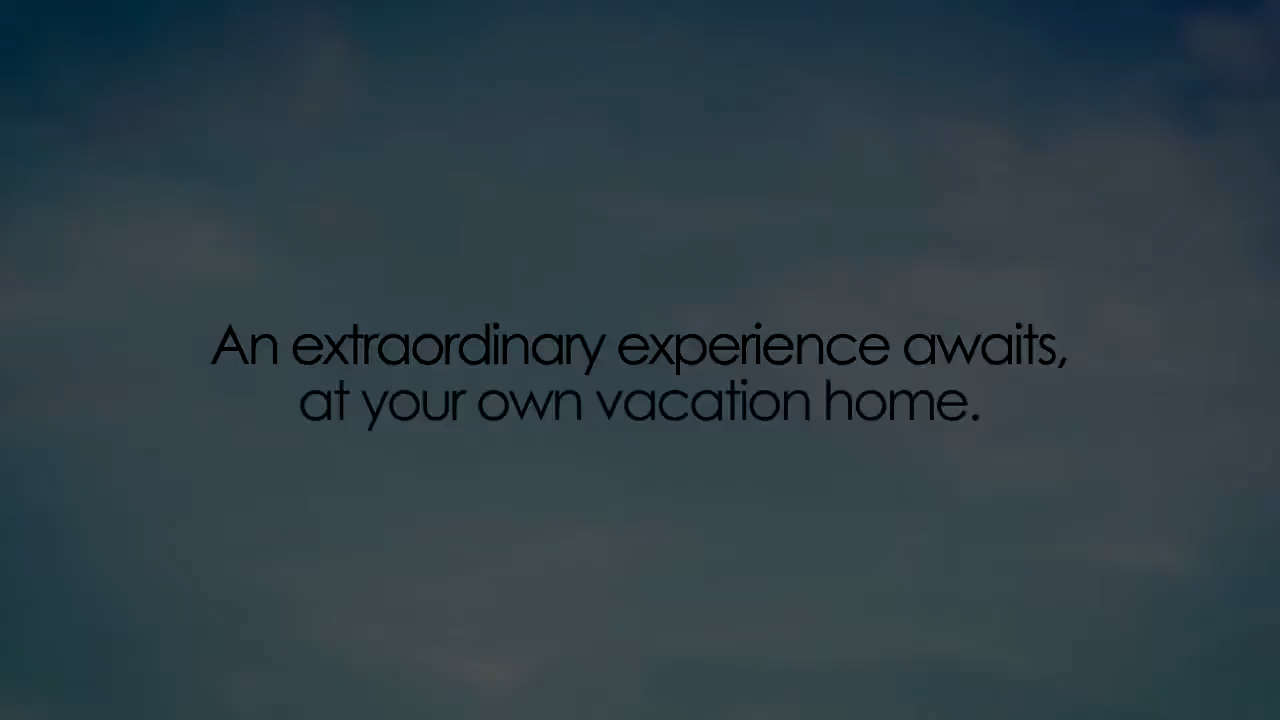 An extraordinary experience awaits,
at your own vacation home.